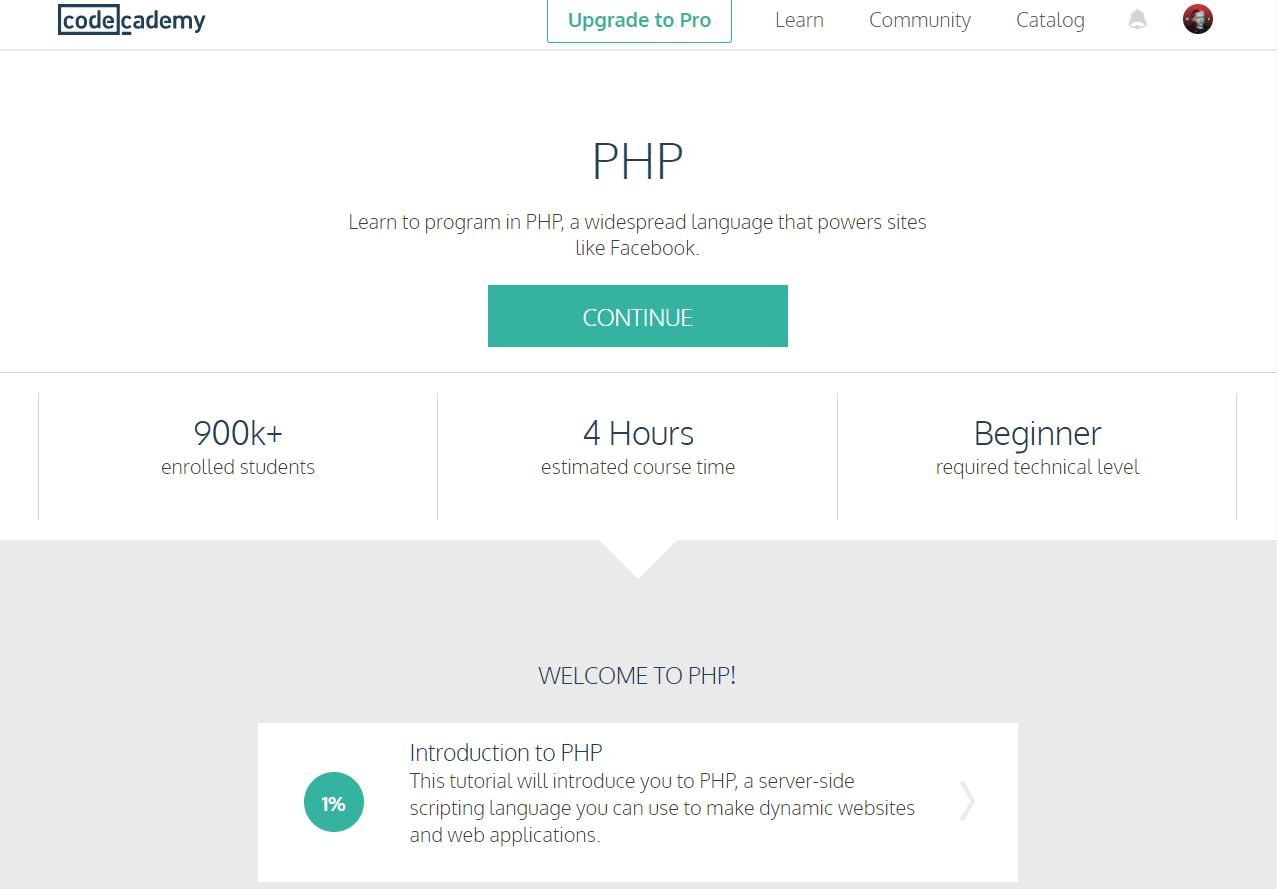 codecademy
Upgrade to Pro
Learn
Community
Catalog
PHP
Learn to program in PHP, a widespread language that powers sites
like Facebook.
CONTINUE
900k+
enrolled students
4 Hours
estimated course time
Beginner
required technical level
WELCOME TO PHP!
1%
Introduction to PHP
This tutorial will introduce you to PHP, a server-side
scripting language you can use to make dynamic websites
and web applications.